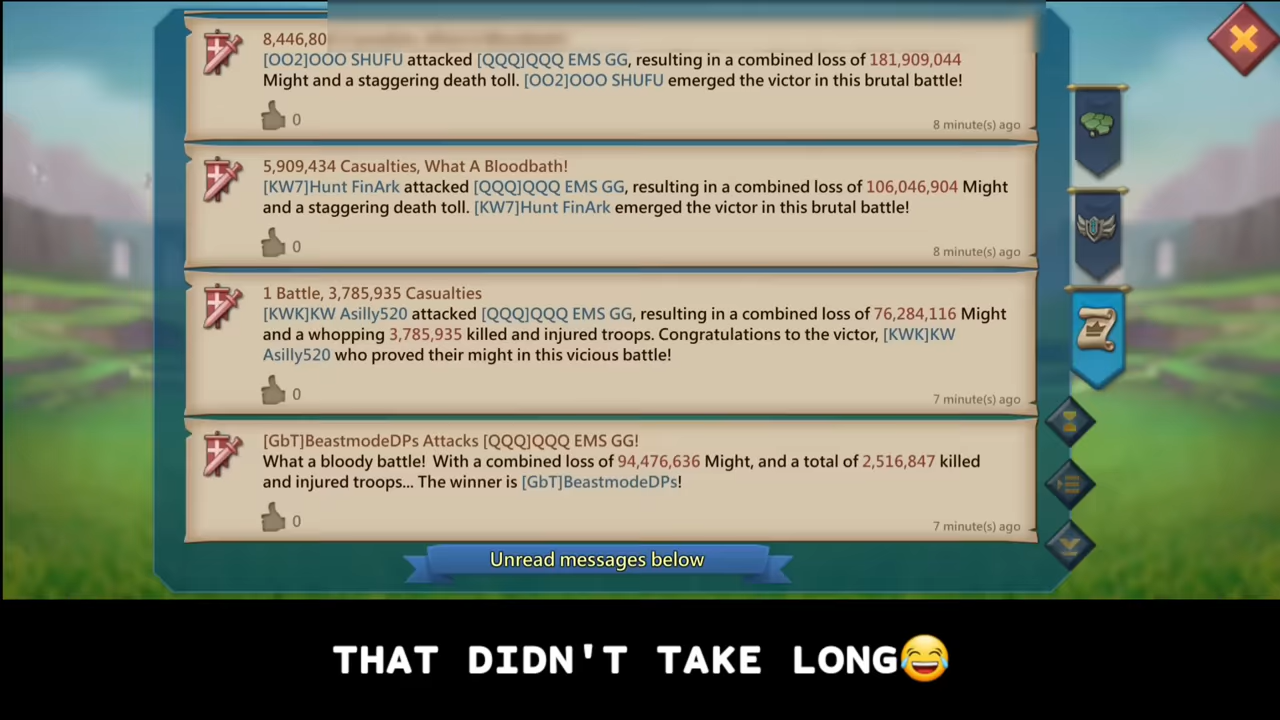 8,446,80
[OO2]OOO SHUFU attacked [QQQ]QQQ EMS GG, resulting in a combined loss of 181,909,044
Might and a staggering death toll. [OO2]OOO SHUFU emerged the victor in this brutal battle!
0
8 minute(s) ago
5,909,434 Casualties, What A Bloodbath!
[KW7]Hunt FinArk attacked [QQQ]QQQ EMS GG, resulting in a combined loss of 106,046,904 Might
and a staggering death toll. [KW7]Hunt FinArk emerged the victor in this brutal battle!
0
8 minute(s) ago
1 Battle, 3,785,935 Casualties
[KWK]KW Asilly520 attacked [QQQ]QQQ EMS GG, resulting in a combined loss of 76,284,116 Might
and a whopping 3,785,935 killed and injured troops. Congratulations to the victor, [KWK]KW
Asilly520 who proved their might in this vicious battle!
0
7 minute(s) ago
[GbT]BeastmodeDPs Attacks [QQQ]QQQ EMS GG!
What a bloody battle! With a combined loss of 94,476,636 Might, and a total of 2,516,847 killed
and injured troops... The winner is [GbT]BeastmodeDPs!
0
7 minute(s) ago
Unread messages below
THAT DIDN'T TAKE LONG😂